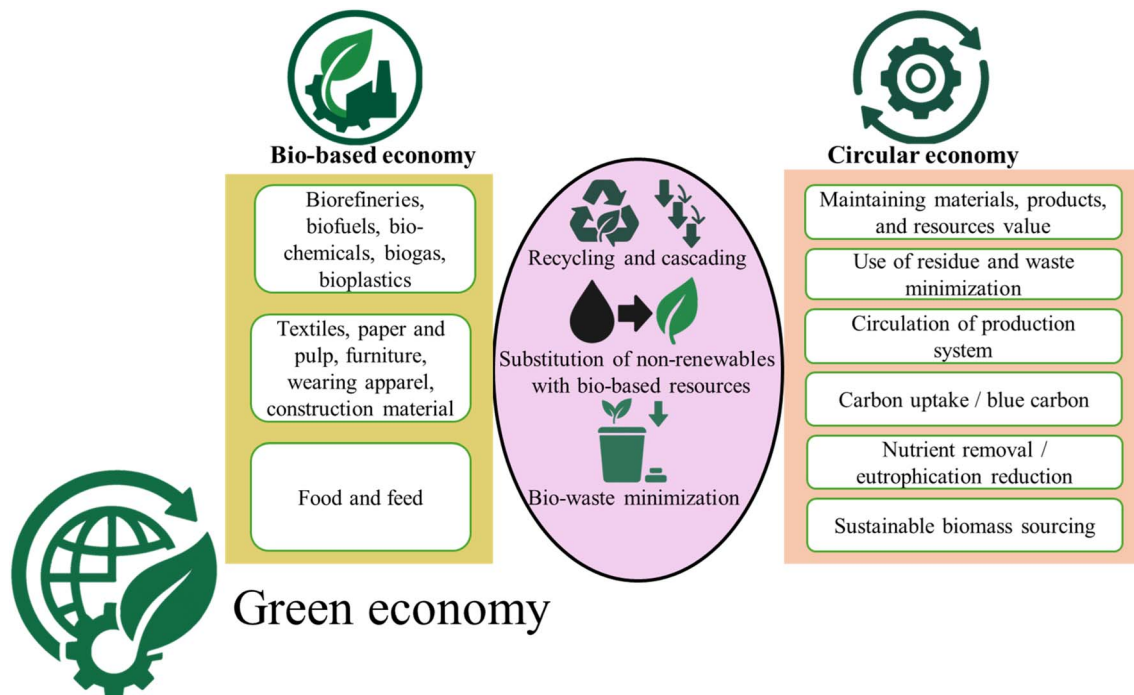 Bio-based economy
Biorefineries,
biofuels, bio-
chemicals, biogas,
bioplastics
Textiles, paper and
pulp, furniture,
wearing apparel,
construction material
Food and feed
Recycling and cascading
Substitution of non-renewables
with bio-based resources
Bio-waste minimization
Circular economy
Maintaining materials, products,
and resources value
Use of residue and waste
minimization
Circulation of production
system
Carbon uptake / blue carbon
Nutrient removal /
eutrophication reduction
Sustainable biomass sourcing
Green economy